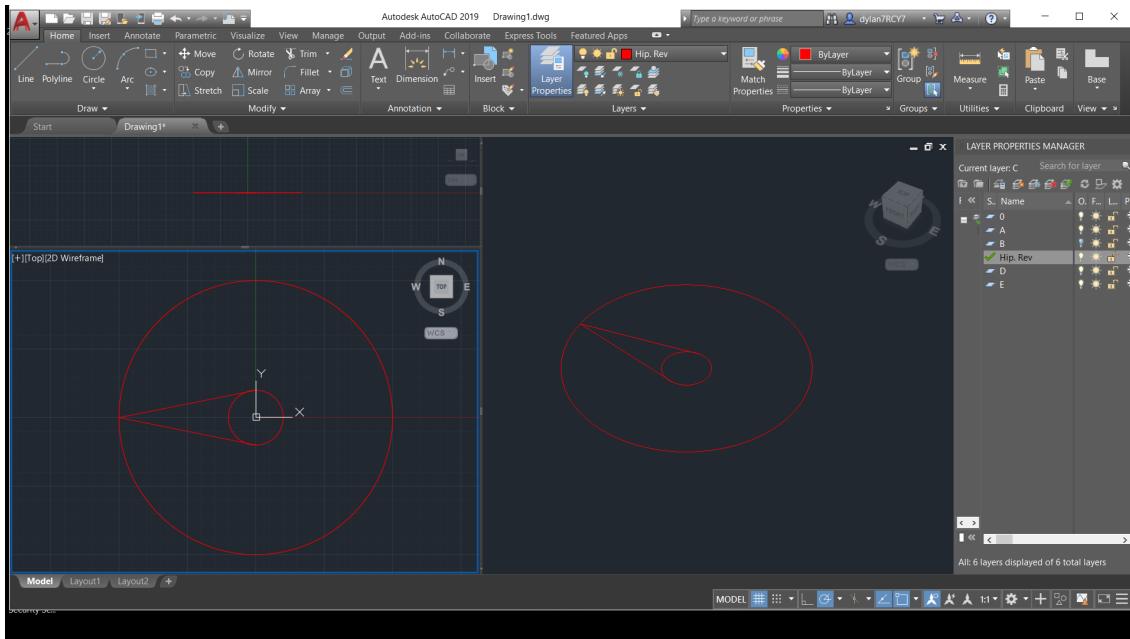 Autodesk AutoCAD 2019 Drawing1.dwg
Type a keyword or phrase
dylan7RCY7
Home Insert Annotate Parametric Visualize View Manage Output Add-ins Collaborate Express Tools Featured Apps
Line Polyline Circle Arc
Move Rotate Trim
Copy Mirror Fillet
Stretch Scale Array
Text Dimension
Insert
Layer Properties
Hip. Rev
Match Properties
ByLayer
ByLayer
ByLayer
Group
Measure
Paste
Base
Draw Modify Annotation Block Layers Properties Groups Utilities Clipboard View
Start Drawing1*
LAYER PROPERTIES MANAGER
Current layer: C Search for layer
S.. Name O. F... L... P
0
A
B
Hip. Rev
D
E
[+][Top][2D Wireframe]
N
W TOP E
S
WCS
Y
X
W
S
E
All: 6 layers displayed of 6 total layers
Model Layout1 Layout2
MODEL 1:1